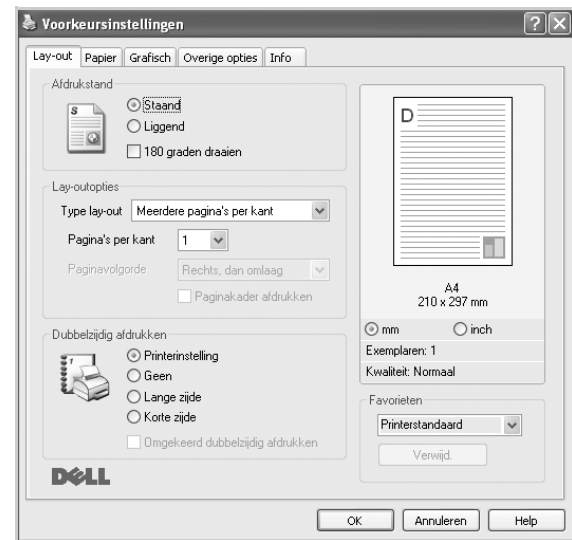 Voorkeursinstellingen
Lay-out Papier Grafisch Overige opties Info
Afdrukstand
S
Staand
Liggend
180 graden draaien
Lay-outopties
Type lay-out Meerdere pagina's per kant
Pagina's per kant 1
Paginavolgorde Rechts, dan omlaag
Paginakader afdrukken
Dubbelzijdig afdrukken
1
Printerinstelling
Geen
Lange zijde
Korte zijde
Omgekeerd dubbelzijdig afdrukken
DELL
D
A4
210 x 297 mm
mm inch
Exemplaren: 1
Kwaliteit: Normaal
Favorieten
Printerstandaard
Verwijd.
OK Annuleren Help